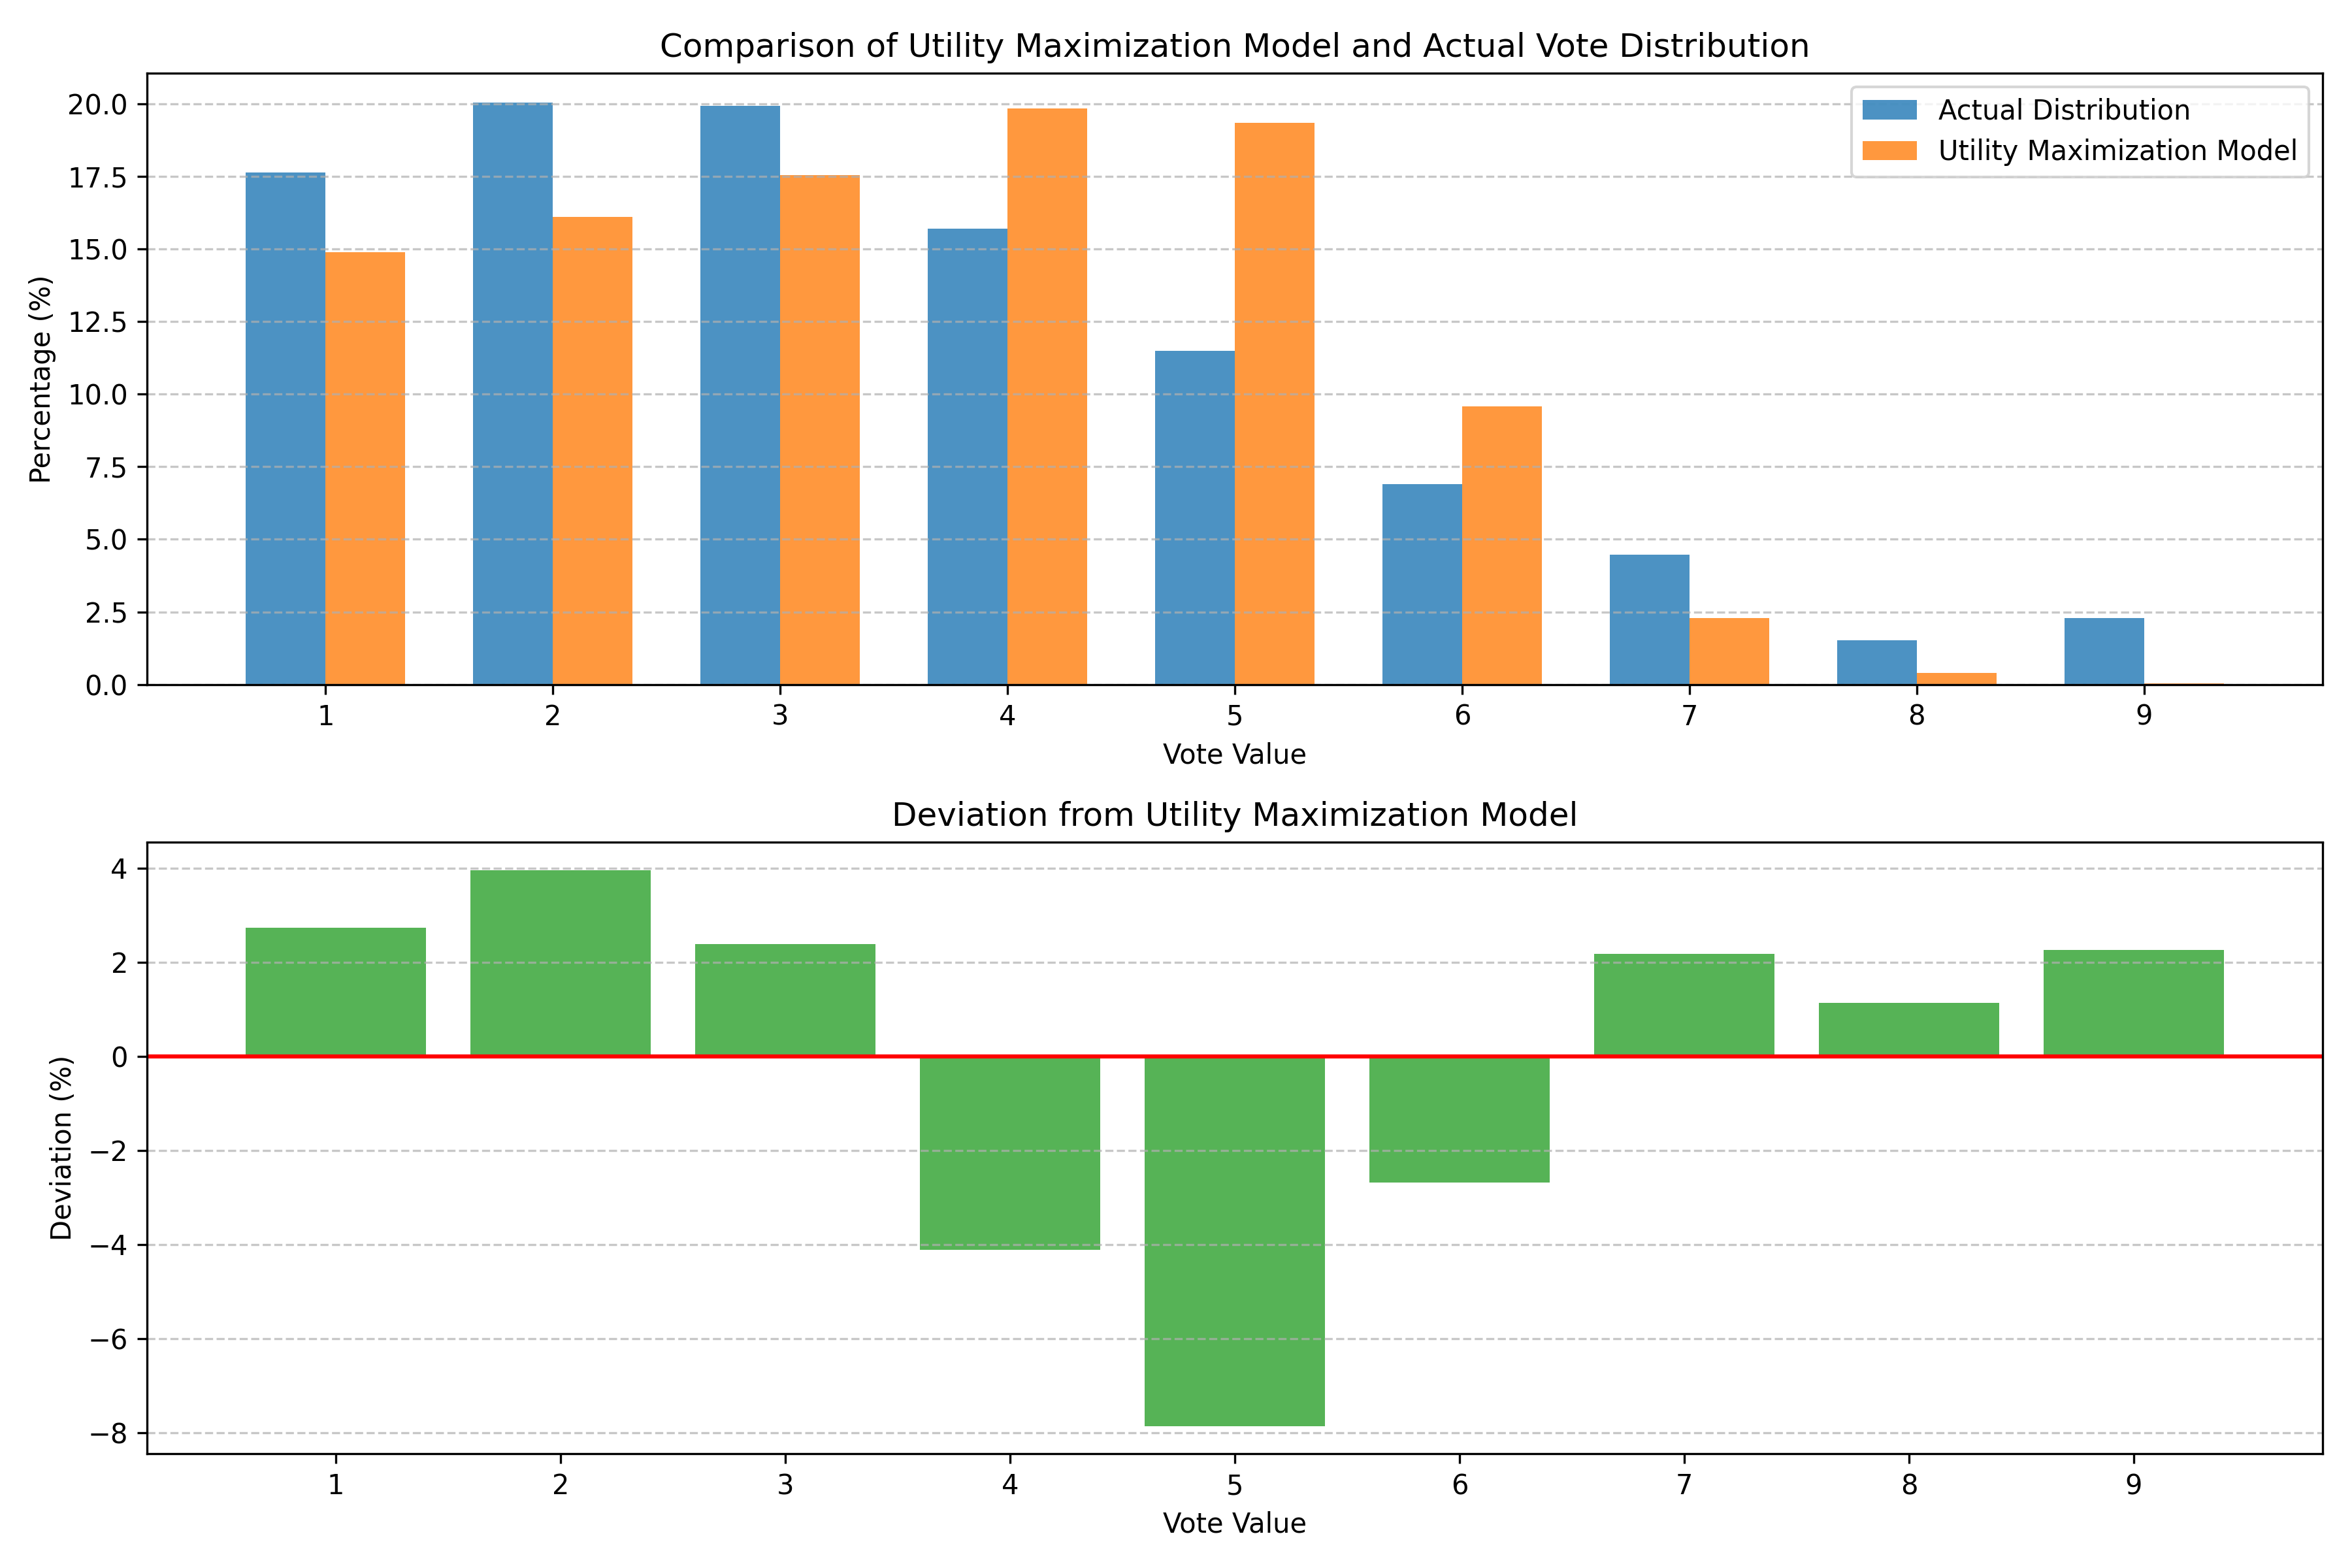 Comparison of Utility Maximization Model and Actual Vote Distribution
20.0
17.5
15.0
12.5
10.0
7.5
5.0
2.5
0.0
Percentage (%)
Actual Distribution
Utility Maximization Model
1 2 3 4 5 6 7 8 9
Vote Value
Deviation from Utility Maximization Model
4
2
0
−2
−4
−6
−8
Deviation (%)
1 2 3 4 5 6 7 8 9
Vote Value